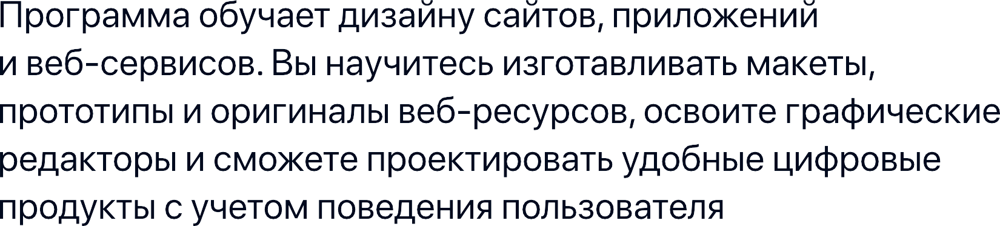 Программа обучает дизайну сайтов, приложений
и веб-сервисов. Вы научитесь изготавливать макеты,
прототипы и оригиналы веб-ресурсов, освоите графические
редакторы и сможете проектировать удобные цифровые
продукты с учетом поведения пользователя